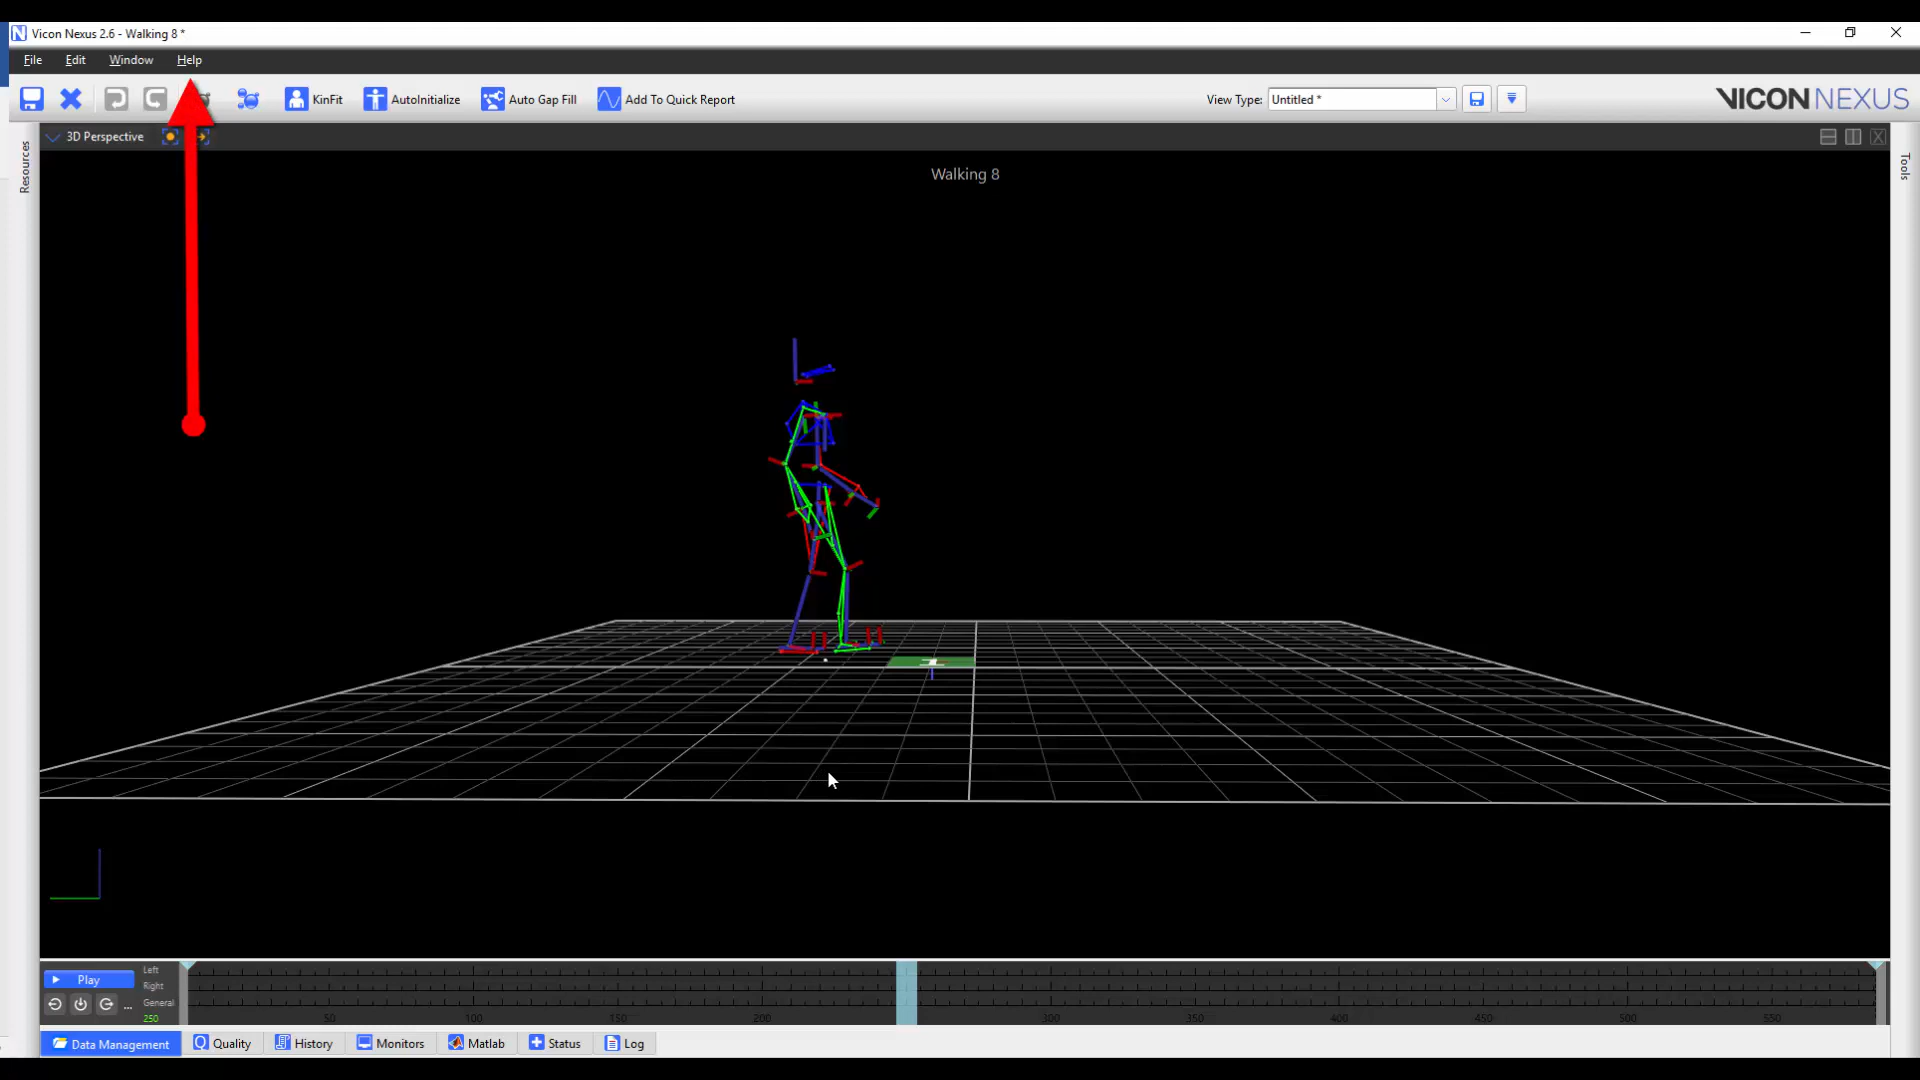 Vicon Nexus 2.6 - Walking 8 *
File Edit Window Help
KinFit AutoInitialize Auto Gap Fill Add To Quick Report View Type: Untitled * VICON NEXUS
3D Perspective
Resources
Tools
Walking 8
Play
Left
Right
General
250
...
50 100 150 200 300 350 400 450 500 550
Data Management Quality History Monitors Matlab Status Log